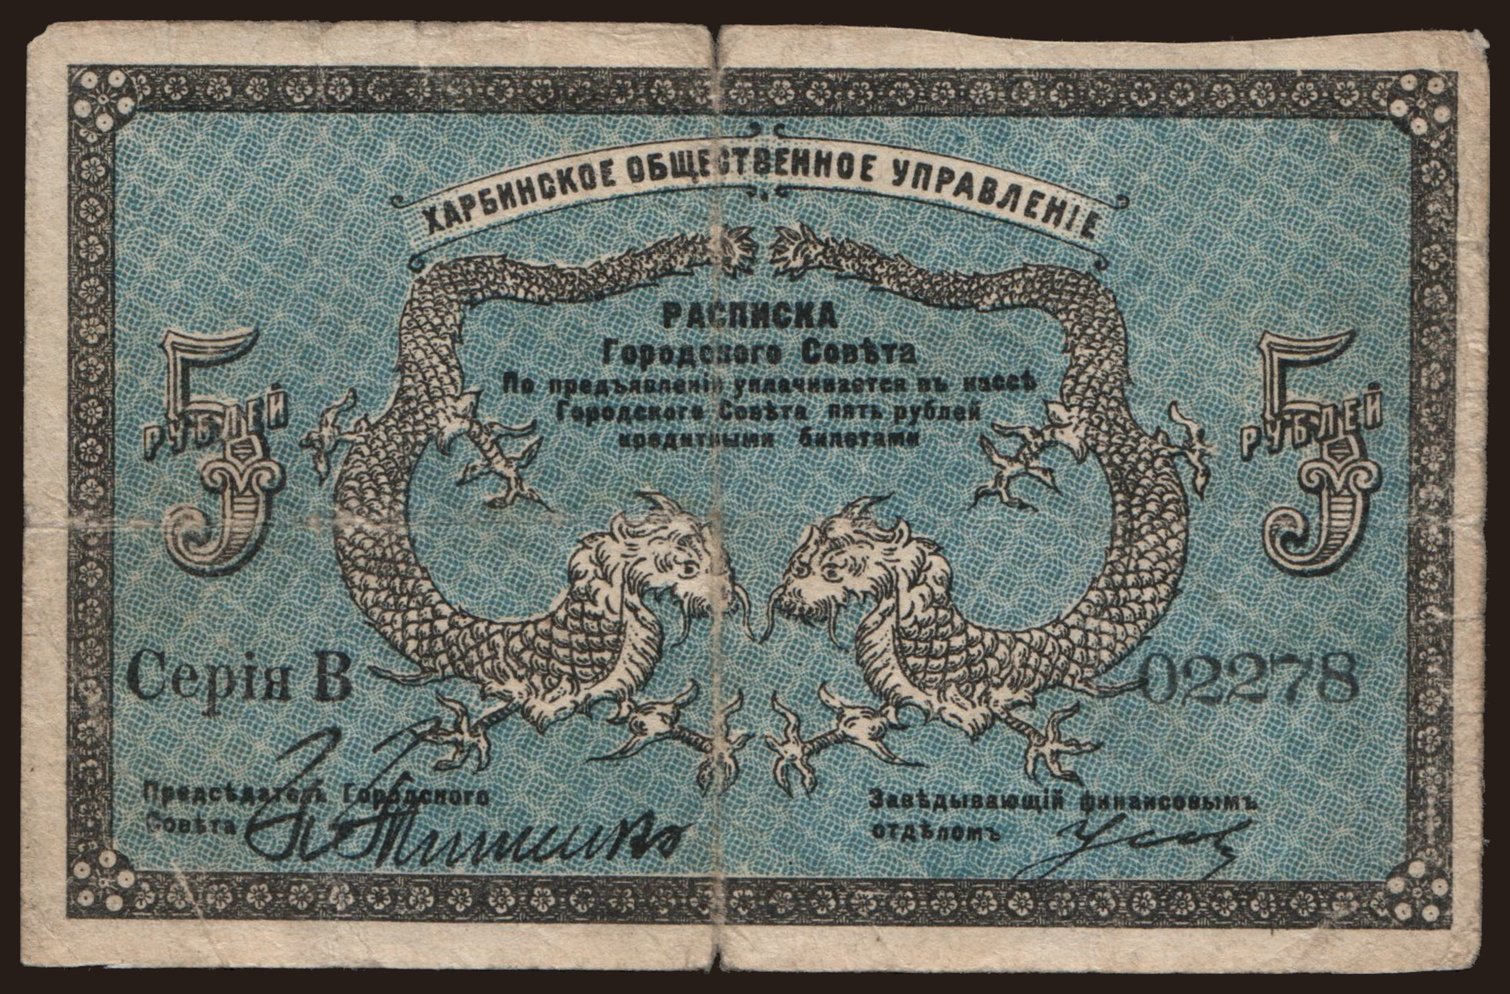 ХАРБИНСКОЕ ОБЩЕСТВЕННОЕ УПРАВЛЕНІЕ
РАСПИСКА
Городского Совѣта
По предъявленіи уплачивается въ кассѣ
Городского Совѣта пять рублей
кредитными билетами
5 РУБЛЕЙ
5 РУБЛЕЙ
Серія В
02278
Предсѣдатель Городского
Совѣта
Завѣдывающій финансовымъ
отдѣломъ